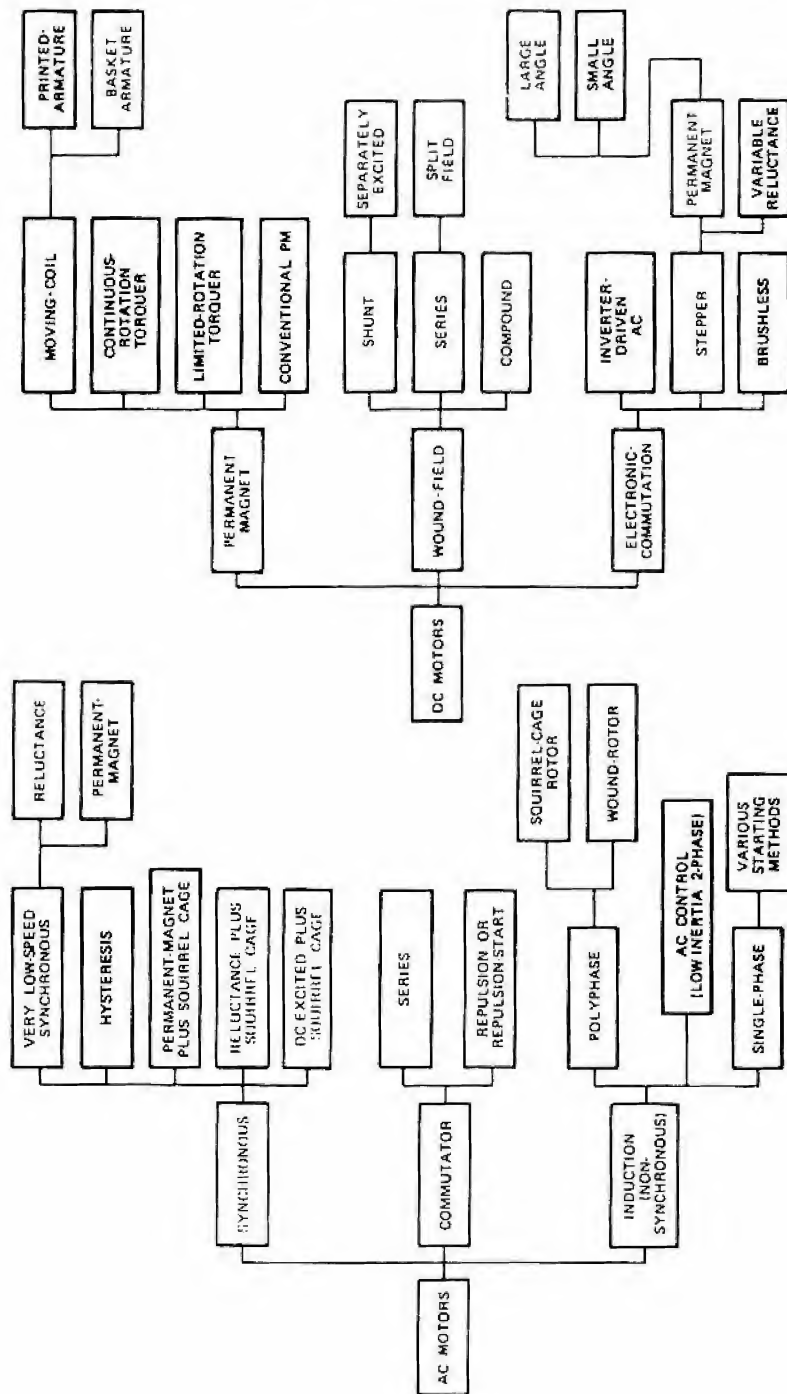 AC MOTORS
SYNCHRONOUS
VERY LOW-SPEED
SYNCHRONOUS
RELUCTANCE
PERMANENT-
MAGNET
HYSTERESIS
PERMANENT-MAGNET
PLUS SQUIRREL CAGE
RELUCTANCE PLUS
SQUIRREL CAGE
DC EXCITED PLUS
SQUIRREL CAGE
COMMUTATOR
SERIES
REPULSION OR
REPULSION-START
INDUCTION
(NON-
SYNCHRONOUS)
POLYPHASE
SQUIRREL-CAGE
ROTOR
WOUND-ROTOR
AC CONTROL
(LOW INERTIA 2-PHASE)
SINGLE-PHASE
VARIOUS
STARTING
METHODS
DC MOTORS
PERMANENT
MAGNET
MOVING-COIL
PRINTED-
ARMATURE
BASKET
ARMATURE
CONTINUOUS-
ROTATION
TORQUER
LIMITED-ROTATION
TORQUER
CONVENTIONAL PM
WOUND-FIELD
SHUNT
SEPARATELY
EXCITED
SERIES
SPLIT
FIELD
COMPOUND
ELECTRONIC-
COMMUTATION
INVERTER-
DRIVEN
AC
STEPPER
PERMANENT
MAGNET
LARGE
ANGLE
SMALL
ANGLE
VARIABLE
RELUCTANCE
BRUSHLESS